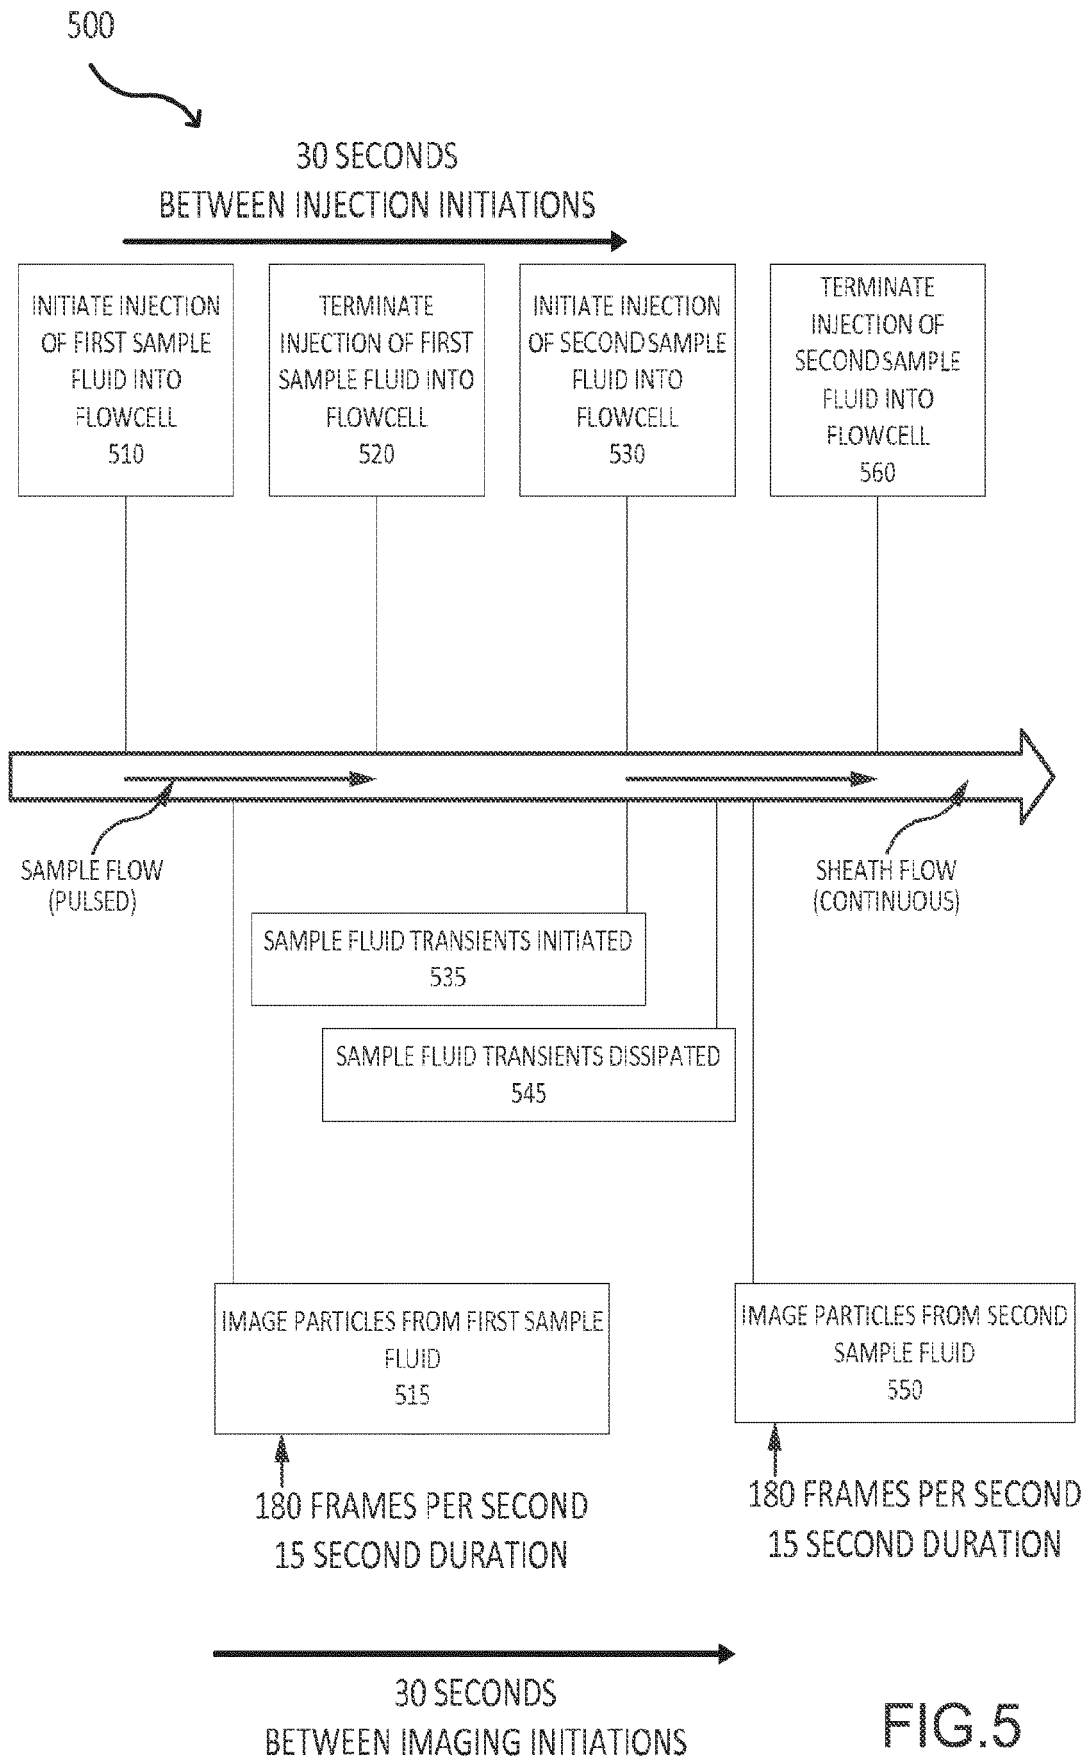 500
30 SECONDS
BETWEEN INJECTION INITIATIONS
INITIATE INJECTION
OF FIRST SAMPLE
FLUID INTO
FLOWCELL
510
TERMINATE
INJECTION OF FIRST
SAMPLE FLUID INTO
FLOWCELL
520
INITIATE INJECTION
OF SECOND SAMPLE
FLUID INTO
FLOWCELL
530
TERMINATE
INJECTION OF
SECOND SAMPLE
FLUID INTO
FLOWCELL
560
SAMPLE FLOW
(PULSED)
SHEATH FLOW
(CONTINUOUS)
SAMPLE FLUID TRANSIENTS INITIATED
535
SAMPLE FLUID TRANSIENTS DISSIPATED
545
IMAGE PARTICLES FROM FIRST SAMPLE
FLUID
515
IMAGE PARTICLES FROM SECOND
SAMPLE FLUID
550
180 FRAMES PER SECOND
15 SECOND DURATION
180 FRAMES PER SECOND
15 SECOND DURATION
30 SECONDS
BETWEEN IMAGING INITIATIONS
FIG.5